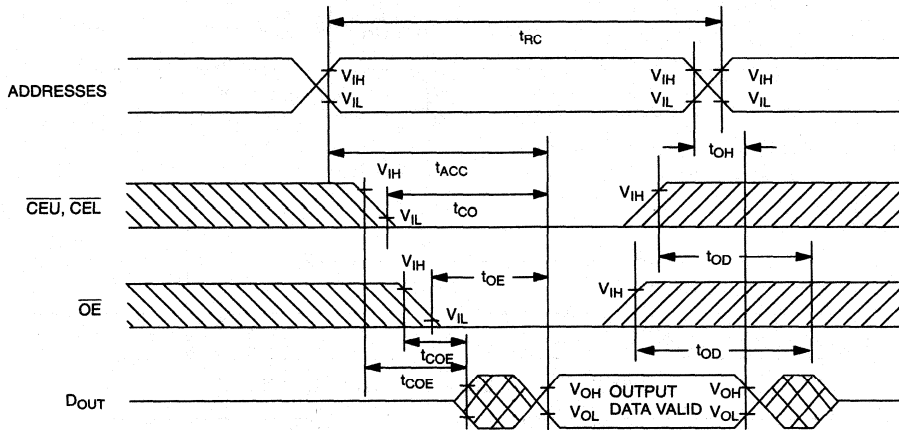 tRC
ADDRESSES
VIH
VIL
VIH
VIL
VIH
VIL
tOH
tACC
CEU, CEL
VIH
VIL
tCO
VIH
tOD
OE
VIH
VIL
tOE
VIH
tOD
tCOE
tCOE
DOUT
VOH
VOL
OUTPUT
DATA VALID
VOH
VOL